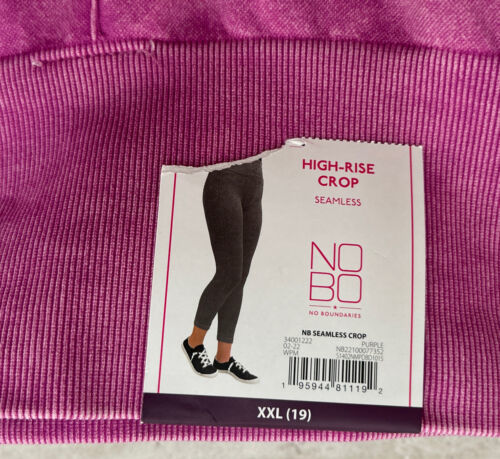 HIGH-RISE
CROP
SEAMLESS
NO
BO
NO BOUNDARIES
NB SEAMLESS CROP
34001222 PURPLE
02-22 NB22100077352
WPM S1402NMPCBD1015
1 95944 81119 2
XXL (19)